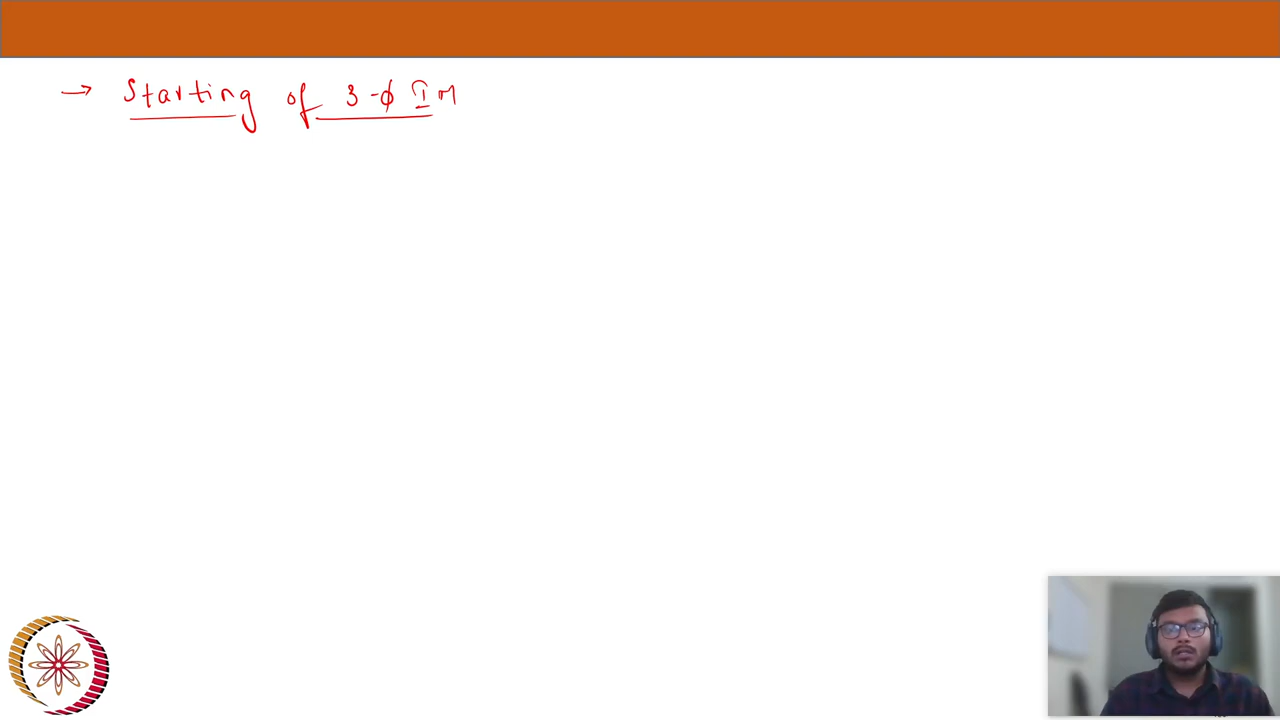 → Starting of 3-ϕ IM